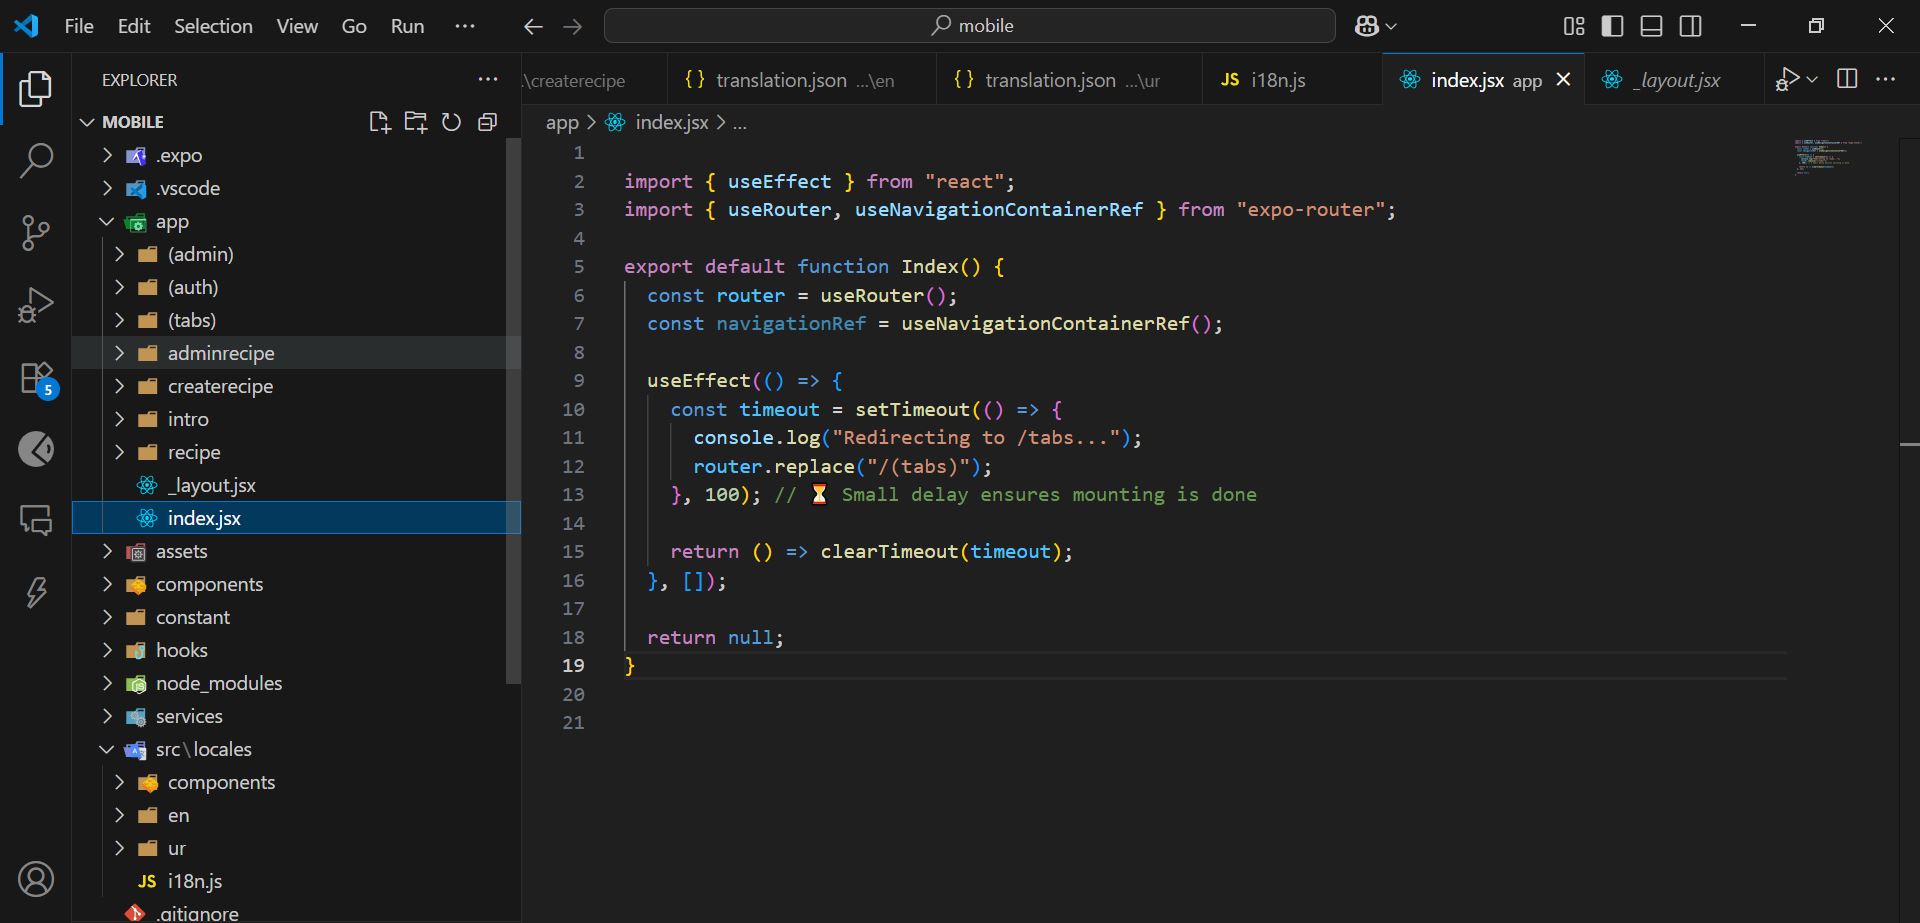 File Edit Selection View Go Run ... mobile
EXPLORER ...
MOBILE
.expo
.vscode
app
(admin)
(auth)
(tabs)
adminrecipe
createrecipe
intro
recipe
_layout.jsx
index.jsx
assets
components
constant
hooks
node_modules
services
src\locales
components
en
ur
JS i18n.js
.gitignore
5
.\createrecipe {} translation.json ...\en {} translation.json ...\ur JS i18n.js index.jsx app _layout.jsx ...
app > index.jsx > ...
1
2 import { useEffect } from "react";
3 import { useRouter, useNavigationContainerRef } from "expo-router";
4
5 export default function Index() {
6 const router = useRouter();
7 const navigationRef = useNavigationContainerRef();
8
9 useEffect(() => {
10 const timeout = setTimeout(() => {
11 console.log("Redirecting to /tabs...");
12 router.replace("/(tabs)");
13 }, 100); // ⏳ Small delay ensures mounting is done
14
15 return () => clearTimeout(timeout);
16 }, []);
17
18 return null;
19 }
20
21